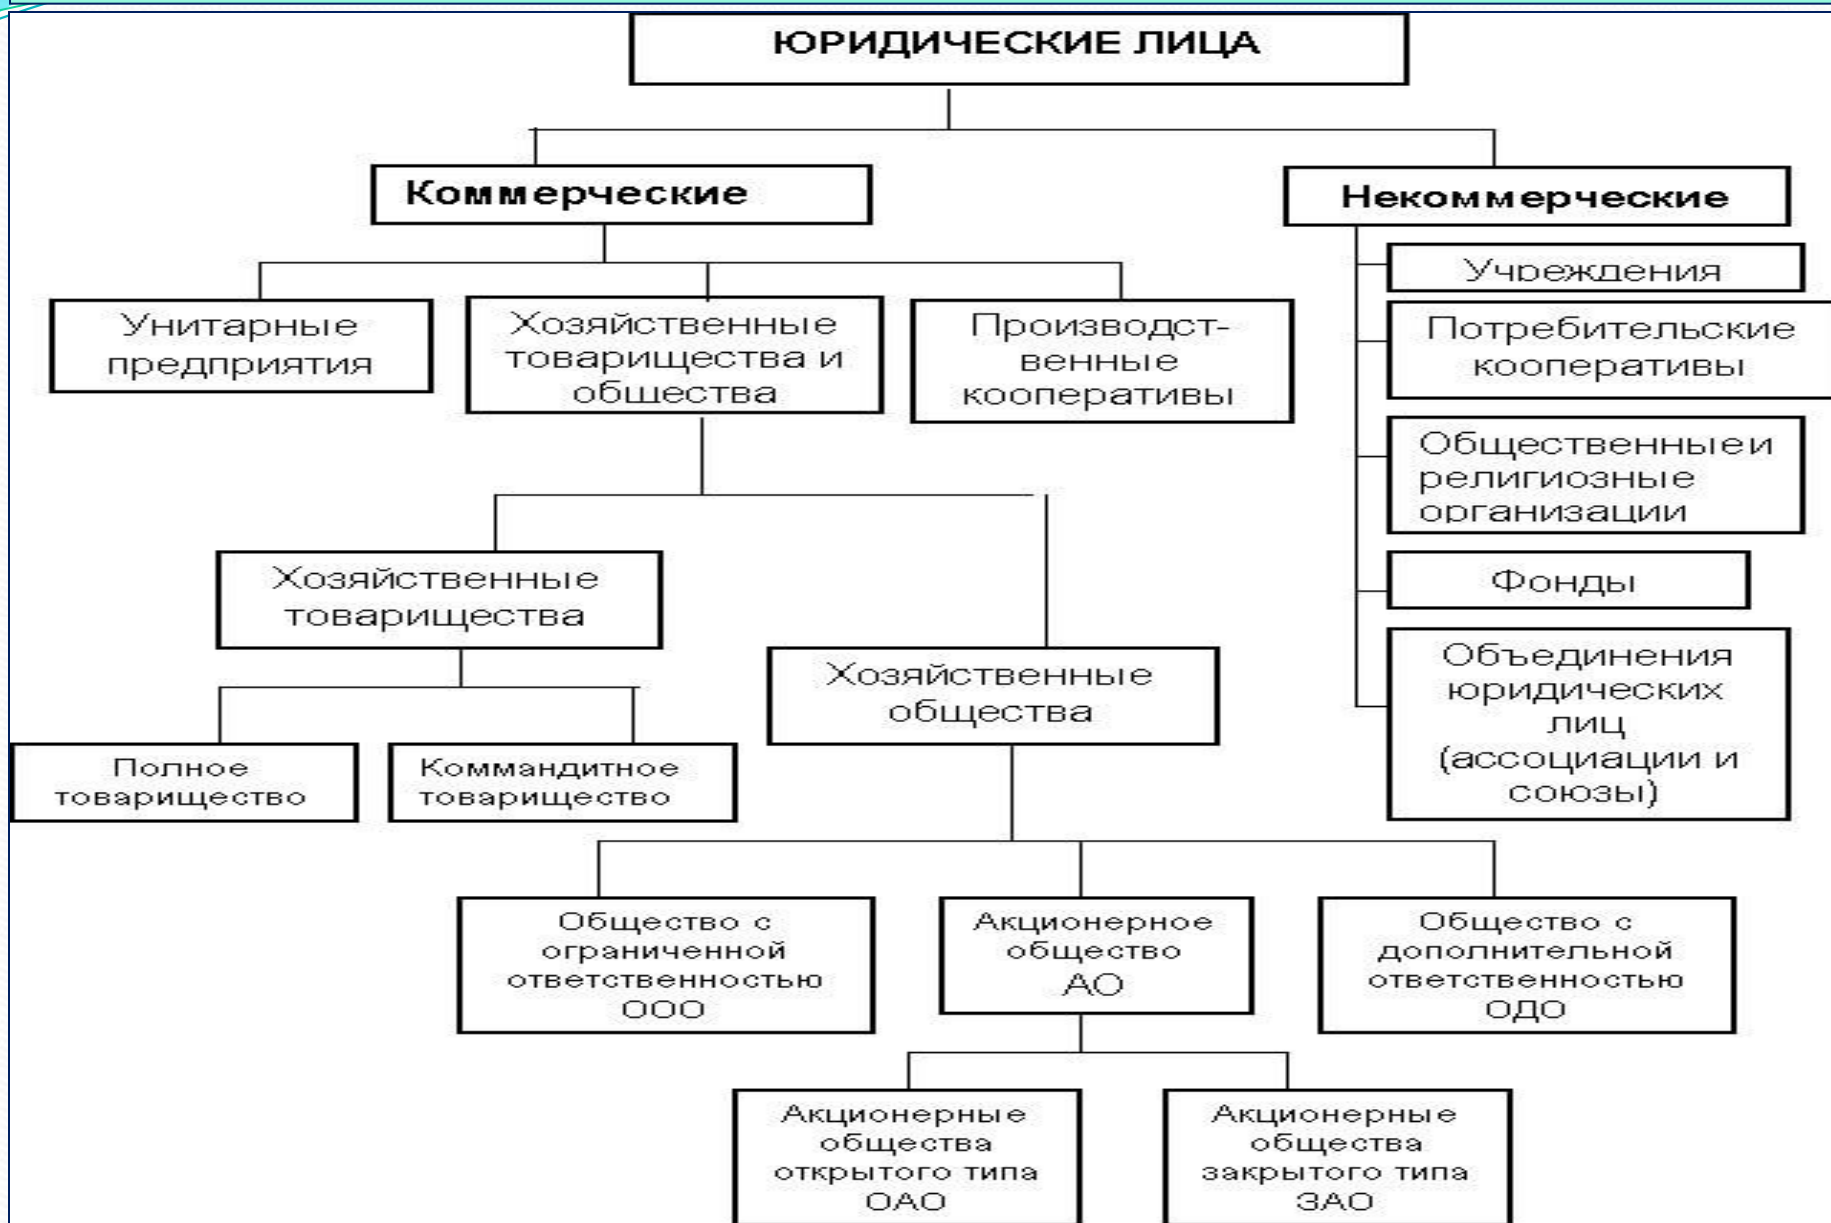 ЮРИДИЧЕСКИЕ ЛИЦА
Коммерческие
Некоммерческие
Унитарные
предприятия
Хозяйственные
товарищества и
общества
Производст-
венные
кооперативы
Учреждения
Потребительские
кооперативы
Общественные и
религиозные
организации
Фонды
Объединения
юридических
лиц
(ассоциации и
союзы)
Хозяйственные
товарищества
Хозяйственные
общества
Полное
товарищество
Коммандитное
товарищество
Общество с
ограниченной
ответственностью
ООО
Акционерное
общество
АО
Общество с
дополнительной
ответственностью
ОДО
Акционерные
общества
открытого типа
ОАО
Акционерные
общества
закрытого типа
ЗАО